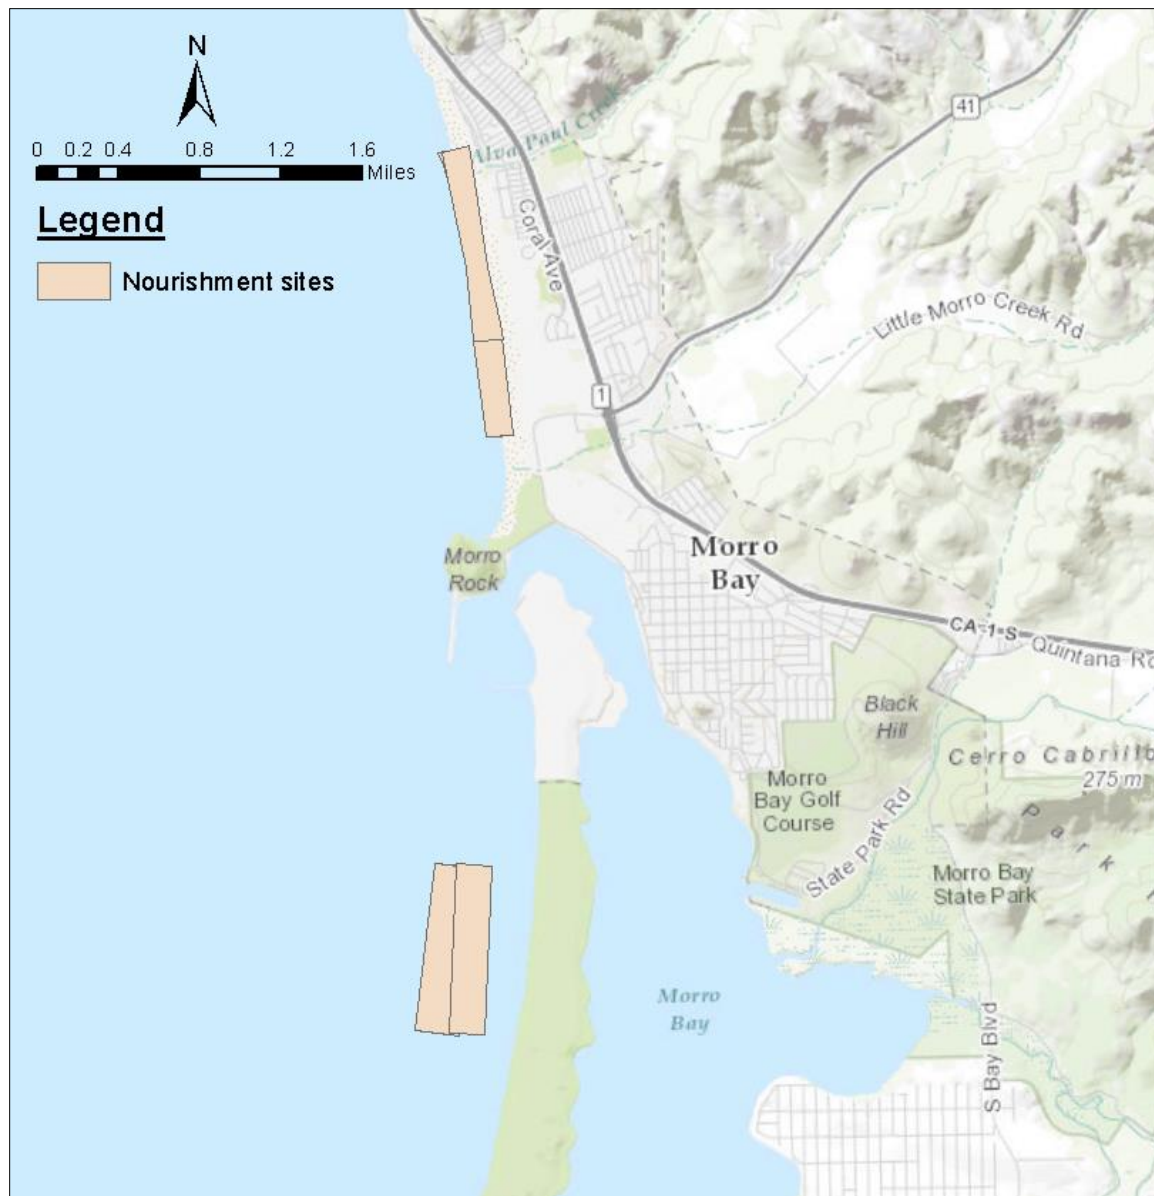 N
41
0 0.2 0.4 0.8 1.2 1.6
Miles
Alva Paul Creek
Legend
Coral Ave
Nourishment sites
Little Morro Creek Rd
1
Morro
Rock
Morro
Bay
CA-1-S
Quintana Rd
Black
Hill
Cerro Cabrillo
275 m
Morro
Bay Golf
Course
State Park Rd
Park
Morro Bay
State Park
Morro
Bay
S Bay Blvd